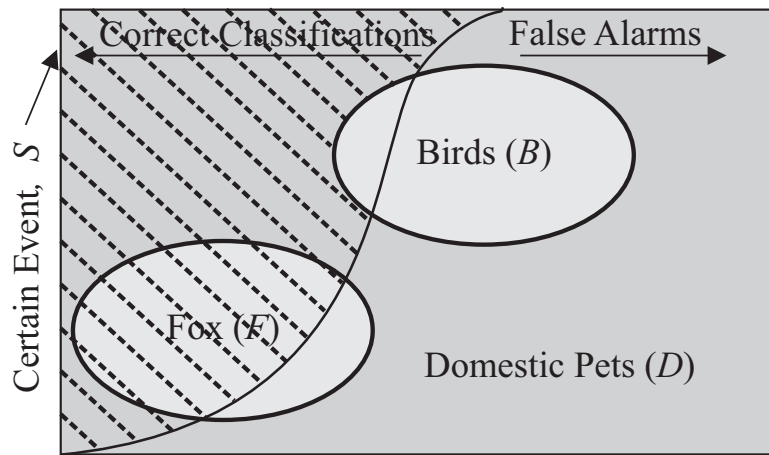 Correct Classifications
False Alarms
Certain Event, S
Birds (B)
Fox (F)
Domestic Pets (D)